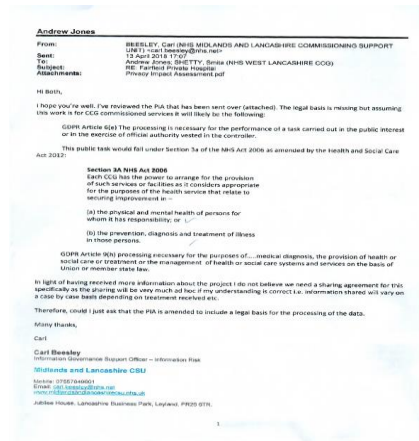 Andrew Jones
From: BEESLEY, Carl (NHS MIDLANDS AND LANCASHIRE COMMISSIONING SUPPORT
UNIT) <carl.beesley@nhs.net>
Sent: 13 April 2018 17:07
To: Andrew Jones; SHETTY, Smita (NHS WEST LANCASHIRE CCG)
Subject: RE: Fairfield Private Hospital
Attachments: Privacy Impact Assessment.pdf
Hi Both,
I hope you're well. I've reviewed the PIA that has been sent over (attached). The legal basis is missing but assuming
this work is for CCG commissioned services it will likely be the following:
GDPR Article 6(e) The processing is necessary for the performance of a task carried out in the public interest
or in the exercise of official authority vested in the controller.
This public task would fall under Section 3a of the NHS Act 2006 as amended by the Health and Social Care
Act 2012:
Section 3A NHS Act 2006
Each CCG has the power to arrange for the provision
of such services or facilities as it considers appropriate
for the purposes of the health service that relate to
securing improvement in –
(a) the physical and mental health of persons for
whom it has responsibility; or
(b) the prevention, diagnosis and treatment of illness
in those persons.
GDPR Article 9(h) processing necessary for the purposes of....medical diagnosis, the provision of health or
social care or treatment or the management of health or social care systems and services on the basis of
Union or member state law.
In light of having received more information about the project I do not believe we need a sharing agreement for this
specifically as the sharing will be very much ad hoc if my understanding is correct i.e. information shared will vary on
a case by case basis depending on treatment received etc.
Therefore, could I just ask that the PIA is amended to include a legal basis for the processing of the data.
Many thanks,
Carl
Carl Beesley
Information Governance Support Officer – Information Risk
Midlands and Lancashire CSU
Mobile:
Email: carl.beesley@nhs.net
www.midlandsandlancashirecsu.nhs.uk
Jubilee House, Lancashire Business Park, Leyland, PR26 6TR.
1